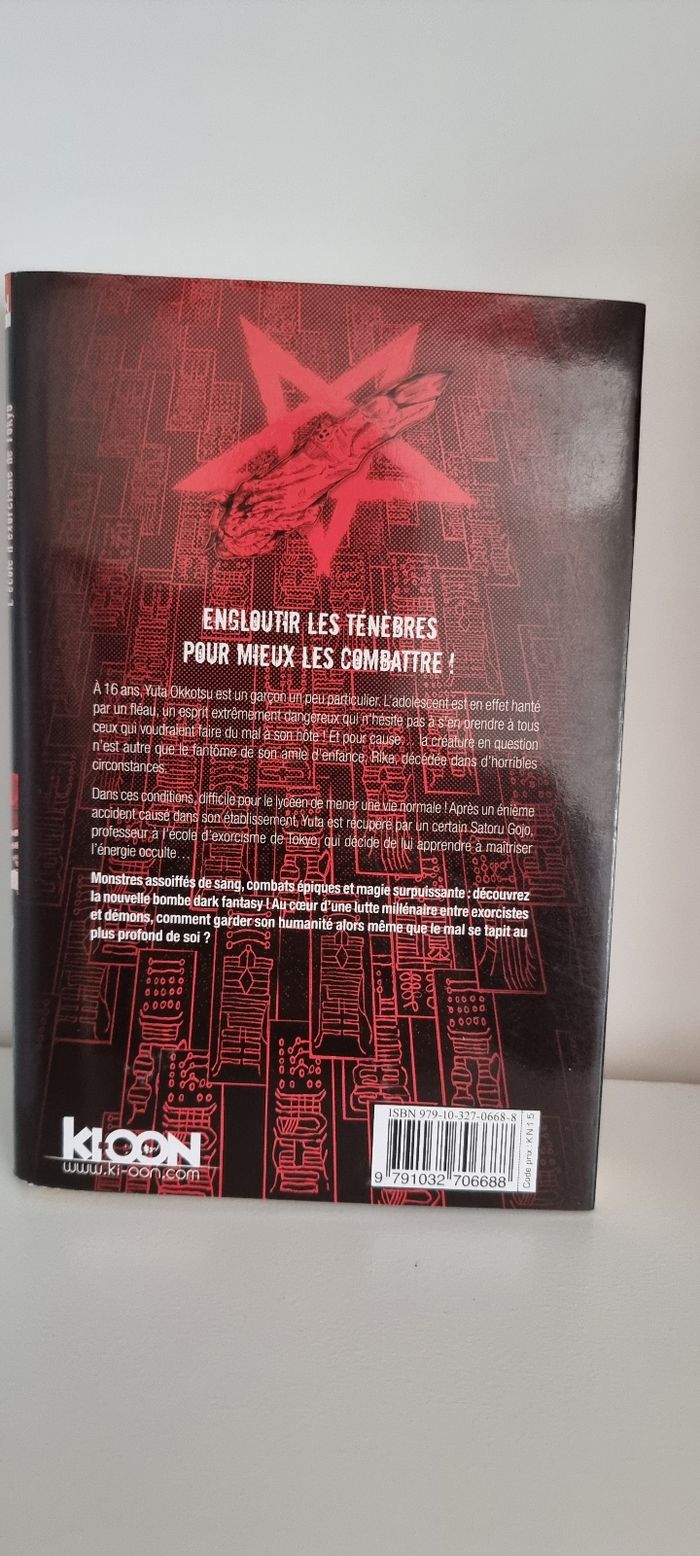 L'école d'exorcisme de Tokyo
ENGLOUTIR LES TÉNÈBRES
POUR MIEUX LES COMBATTRE !
À 16 ans, Yuta Okkotsu est un garçon un peu particulier. L'adolescent est en effet hanté
par un fléau, un esprit extrêmement dangereux qui n'hésite pas à s'en prendre à tous
ceux qui voudraient faire du mal à son hôte ! Et pour cause… la créature en question
n'est autre que le fantôme de son amie d'enfance, Rika, décédée dans d'horribles
circonstances.
Dans ces conditions, difficile pour le lycéen de mener une vie normale ! Après un énième
accident causé dans son établissement, Yuta est récupéré par un certain Satoru Gojo,
professeur à l'école d'exorcisme de Tokyo, qui décide de lui apprendre à maîtriser
l'énergie occulte…
Monstres assoiffés de sang, combats épiques et magie surpuissante : découvrez
la nouvelle bombe dark fantasy ! Au cœur d'une lutte millénaire entre exorcistes
et démons, comment garder son humanité alors même que le mal se tapit au
plus profond de soi ?
KI-OON
www.ki-oon.com
ISBN 979-10-327-0668-8
9 791032 706688
Code prix : KN15